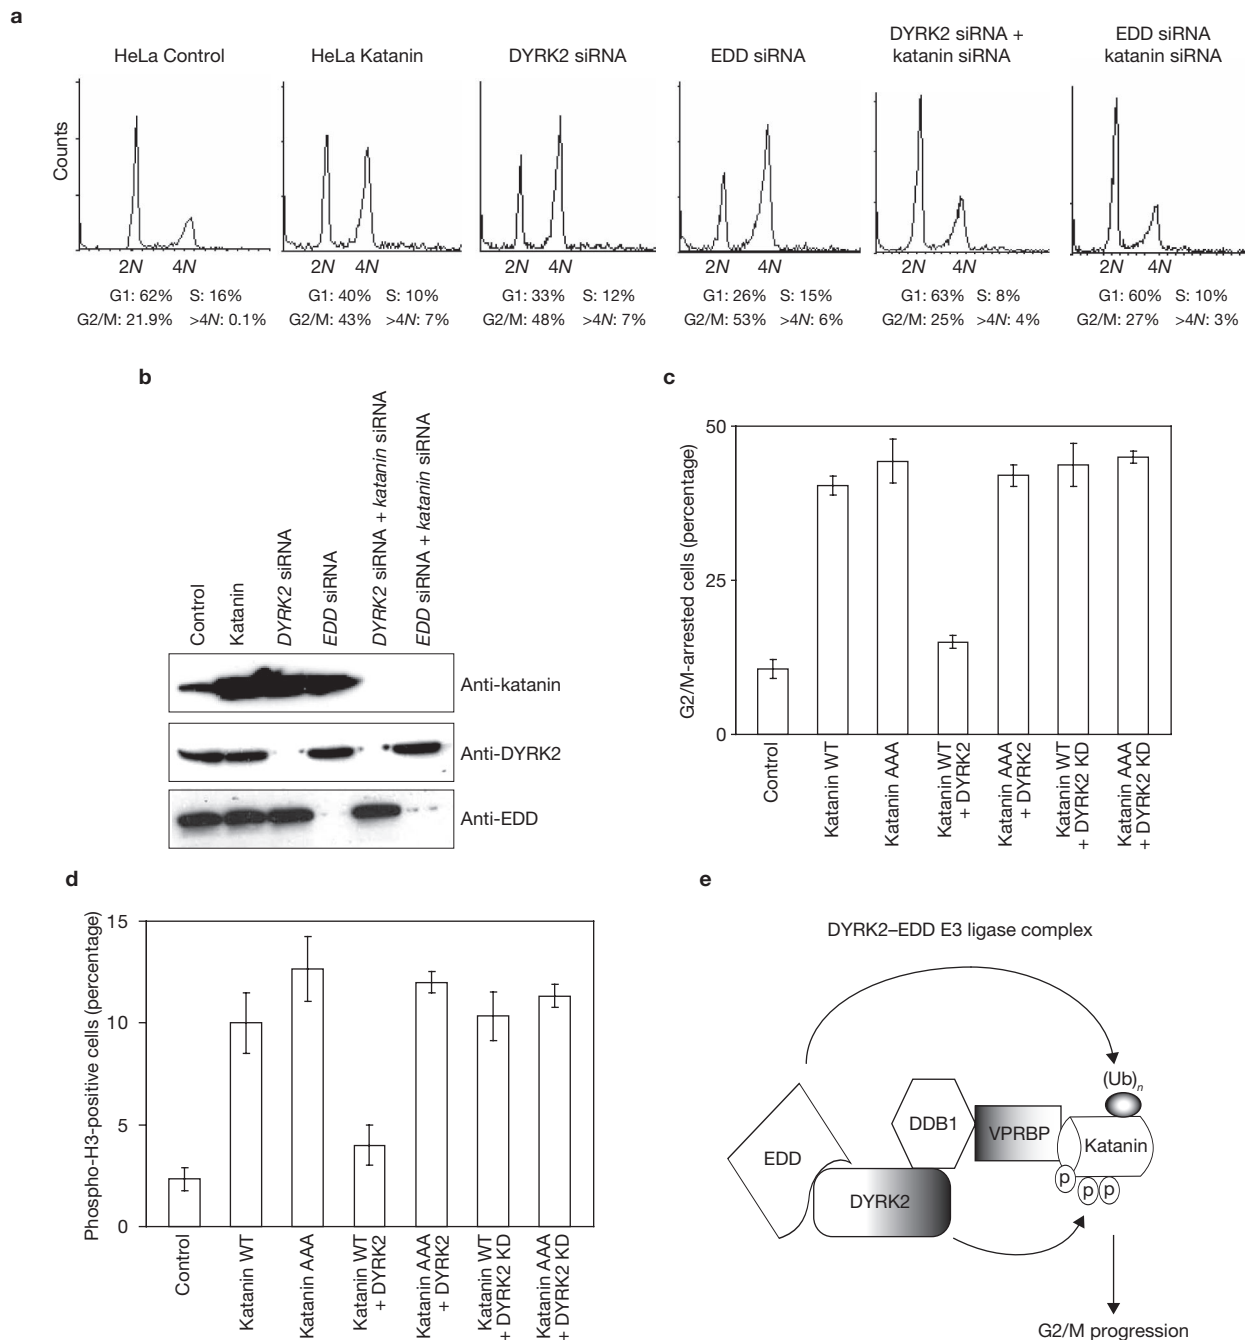 a
HeLa Control
HeLa Katanin
DYRK2 siRNA
EDD siRNA
DYRK2 siRNA +
katanin siRNA
EDD siRNA
katanin siRNA
Counts
2N 4N
2N 4N
2N 4N
2N 4N
2N 4N
2N 4N
G1: 62% S: 16%
G2/M: 21.9% >4N: 0.1%
G1: 40% S: 10%
G2/M: 43% >4N: 7%
G1: 33% S: 12%
G2/M: 48% >4N: 7%
G1: 26% S: 15%
G2/M: 53% >4N: 6%
G1: 63% S: 8%
G2/M: 25% >4N: 4%
G1: 60% S: 10%
G2/M: 27% >4N: 3%
b
Control
Katanin
DYRK2 siRNA
EDD siRNA
DYRK2 siRNA + katanin siRNA
EDD siRNA + katanin siRNA
Anti-katanin
Anti-DYRK2
Anti-EDD
c
G2/M-arrested cells (percentage)
50
25
0
Control
Katanin WT
Katanin AAA
Katanin WT
+ DYRK2
Katanin AAA
+ DYRK2
Katanin WT
+ DYRK2 KD
Katanin AAA
+ DYRK2 KD
d
Phospho-H3-positive cells (percentage)
15
10
5
0
Control
Katanin WT
Katanin AAA
Katanin WT
+ DYRK2
Katanin AAA
+ DYRK2
Katanin WT
+ DYRK2 KD
Katanin AAA
+ DYRK2 KD
e
DYRK2–EDD E3 ligase complex
(Ub)n
DDB1
VPRBP
Katanin
EDD
DYRK2
p
p
p
G2/M progression